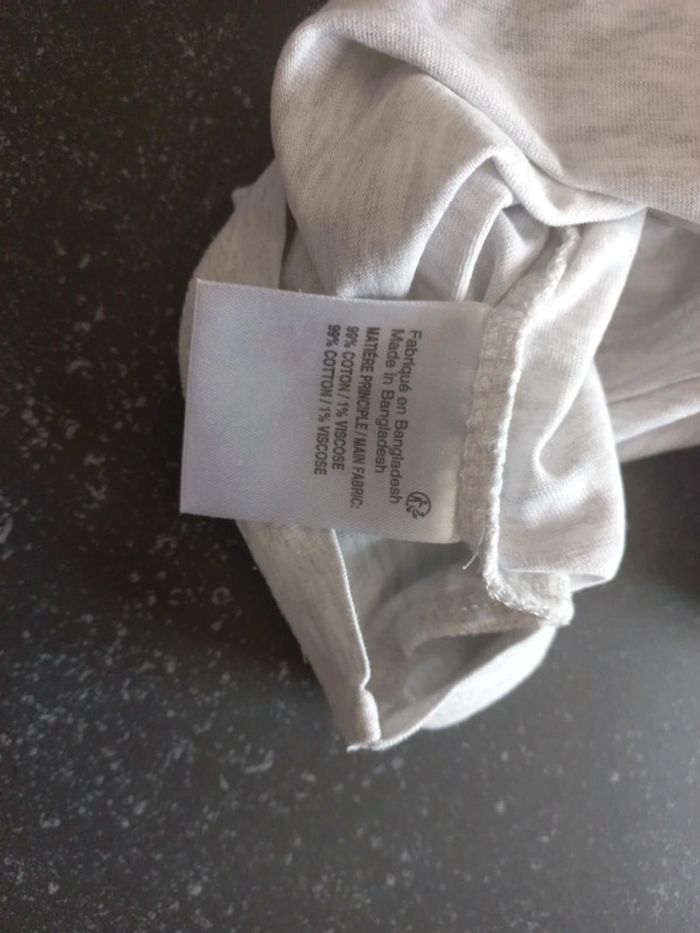 Fabriqué en Bangladesh
Made in Bangladesh
MATIÈRE PRINCIPLE / MAIN FABRIC:
99% COTON / 1% VISCOSE
99% COTTON / 1% VISCOSE